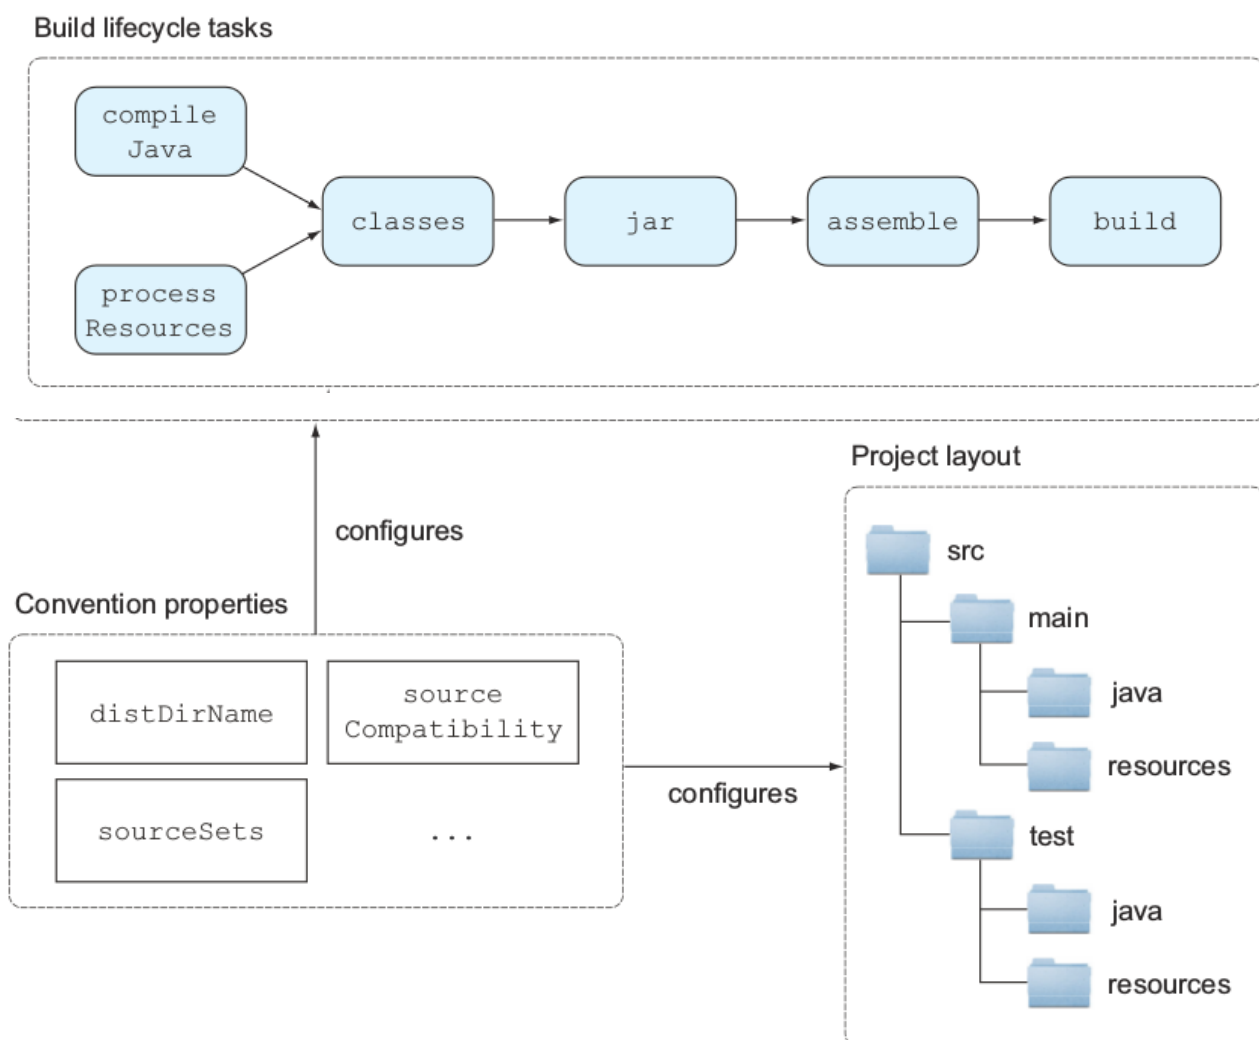 Build lifecycle tasks
compile
Java
classes
jar
assemble
build
process
Resources
configures
Convention properties
distDirName
source
Compatibility
sourceSets
...
configures
Project layout
src
main
java
resources
test
java
resources